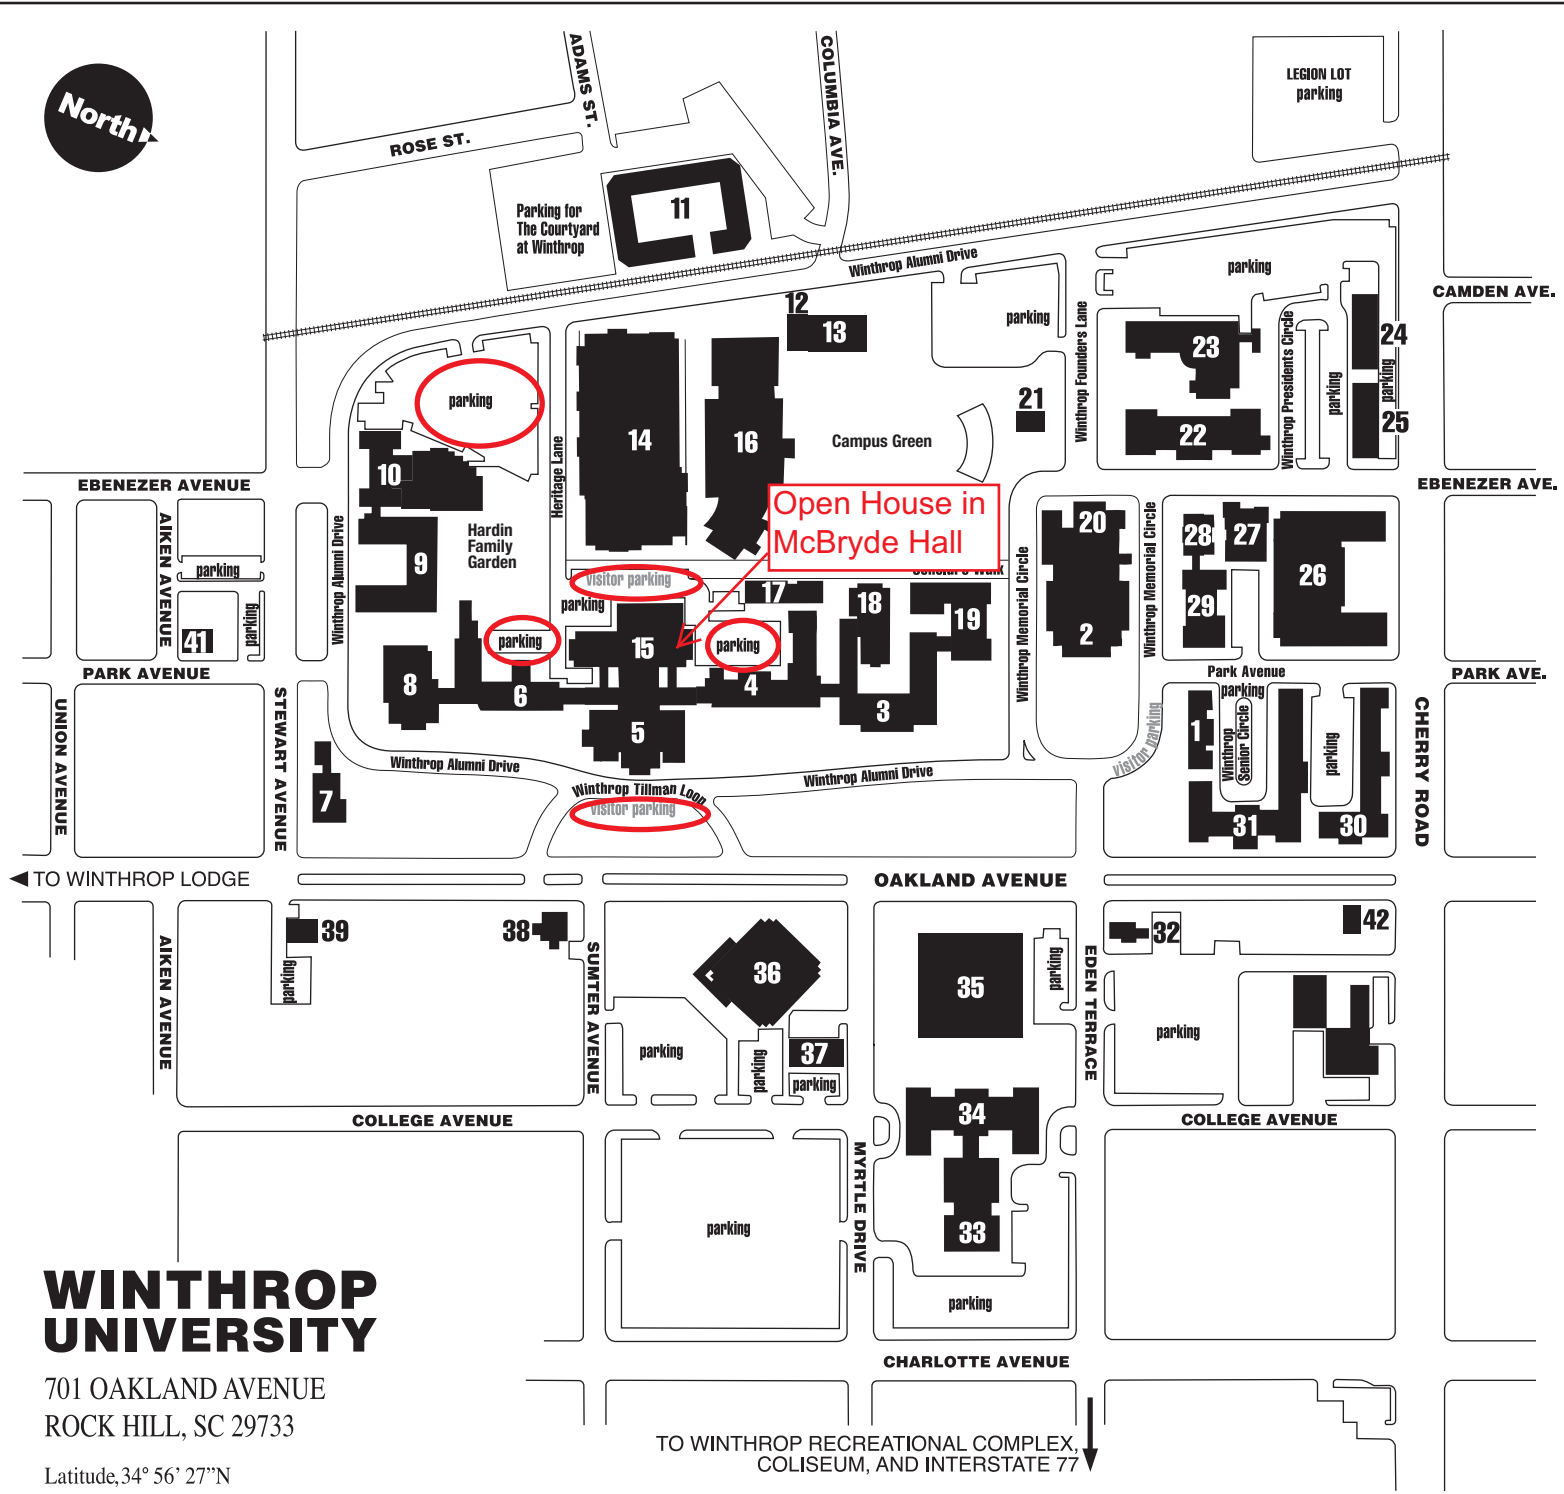 North
ADAMS ST.
COLUMBIA AVE.
LEGION LOT
parking
ROSE ST.
Parking for
The Courtyard
at Winthrop
11
Winthrop Alumni Drive
parking
CAMDEN AVE.
12
13
parking
Winthrop Founders Lane
23
Winthrop Presidents Circle
parking
24
parking
25
parking
14
16
Campus Green
21
22
10
Heritage Lane
EBENEZER AVENUE
EBENEZER AVE.
Open House in
McBryde Hall
AIKEN AVENUE
parking
parking
41
Winthrop Alumni Drive
9
Hardin
Family
Garden
Scholars Walk
visitor parking
parking
17
18
19
Winthrop Memorial Circle
20
2
Winthrop Memorial Circle
28
27
29
26
parking
15
parking
PARK AVENUE
Park Avenue
PARK AVE.
8
6
4
3
5
UNION AVENUE
STEWART AVENUE
7
Winthrop Alumni Drive
Winthrop Alumni Drive
Winthrop Tillman Loop
visitor parking
visitor parking
1
parking
Winthrop
Senior Circle
parking
31
30
CHERRY ROAD
TO WINTHROP LODGE
OAKLAND AVENUE
39
38
36
35
parking
32
42
AIKEN AVENUE
parking
SUMTER AVENUE
parking
parking
37
parking
EDEN TERRACE
parking
COLLEGE AVENUE
34
COLLEGE AVENUE
MYRTLE DRIVE
parking
33
parking
WINTHROP
UNIVERSITY
701 OAKLAND AVENUE
ROCK HILL, SC 29733
Latitude,34° 56’ 27”N
CHARLOTTE AVENUE
TO WINTHROP RECREATIONAL COMPLEX,
COLISEUM, AND INTERSTATE 77